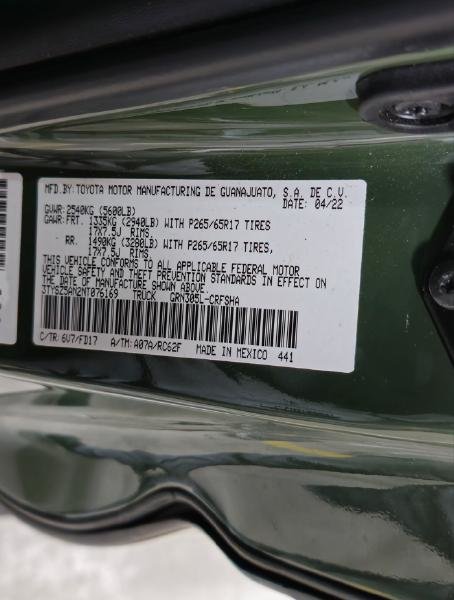 MFD.BY: TOYOTA MOTOR MANUFACTURING DE GUANAJUATO, S.A. DE C.V.
DATE: 04/22
GVWR: 2540KG (5600LB)
GAWR: FRT. 1335KG (2940LB) WITH P265/65R17 TIRES
17X7.5J RIMS,
RR. 1490KG (3280LB) WITH P265/65R17 TIRES,
17X7.5J RIMS,
THIS VEHICLE CONFORMS TO ALL APPLICABLE FEDERAL MOTOR
VEHICLE SAFETY AND THEFT PREVENTION STANDARDS IN EFFECT ON
THE DATE OF MANUFACTURE SHOWN ABOVE.
3TYSZ5AN2NT076169 TRUCK GRN305L-CRFSHA
C/TR: 6U7/FD17 A/TM: A07A/RC62F MADE IN MEXICO 441